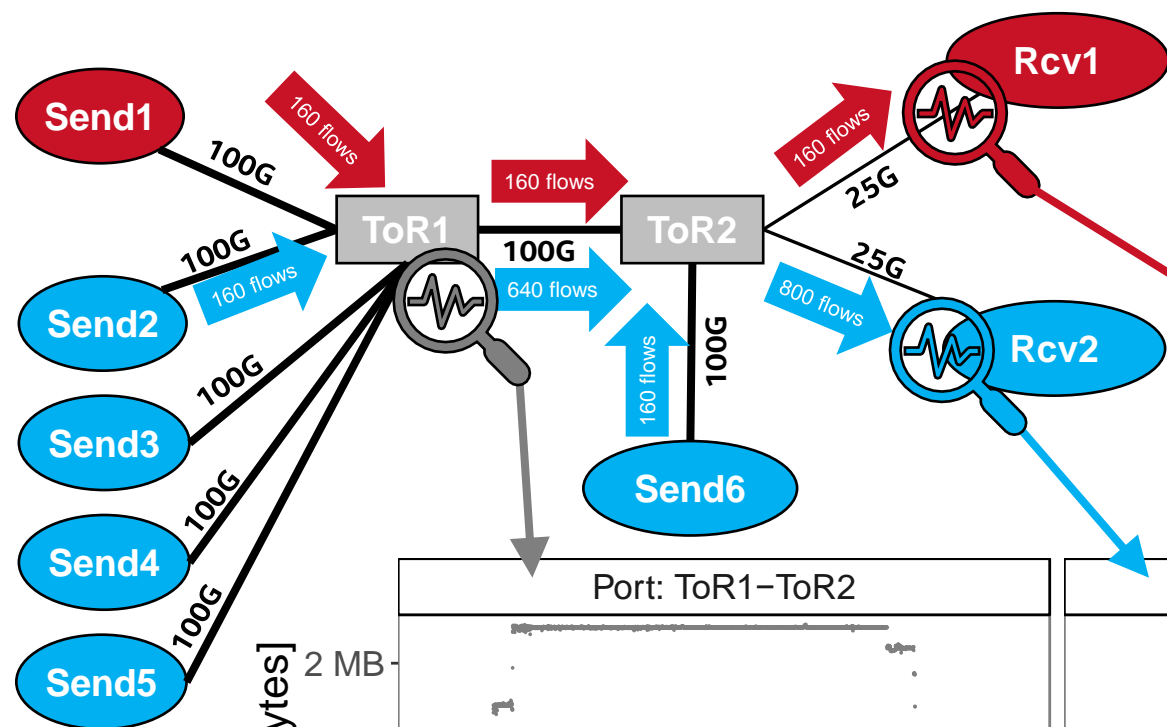 Rcv1
Send1
160 flows
160 flows
100G
160 flows
25G
ToR1
ToR2
100G
100G
25G
160 flows
640 flows
800 flows
Send2
Rcv2
100G
100G
160 flows
Send3
Send6
100G
Send4
Port: ToR1−ToR2
100G
2 MB
Send5
ytes]